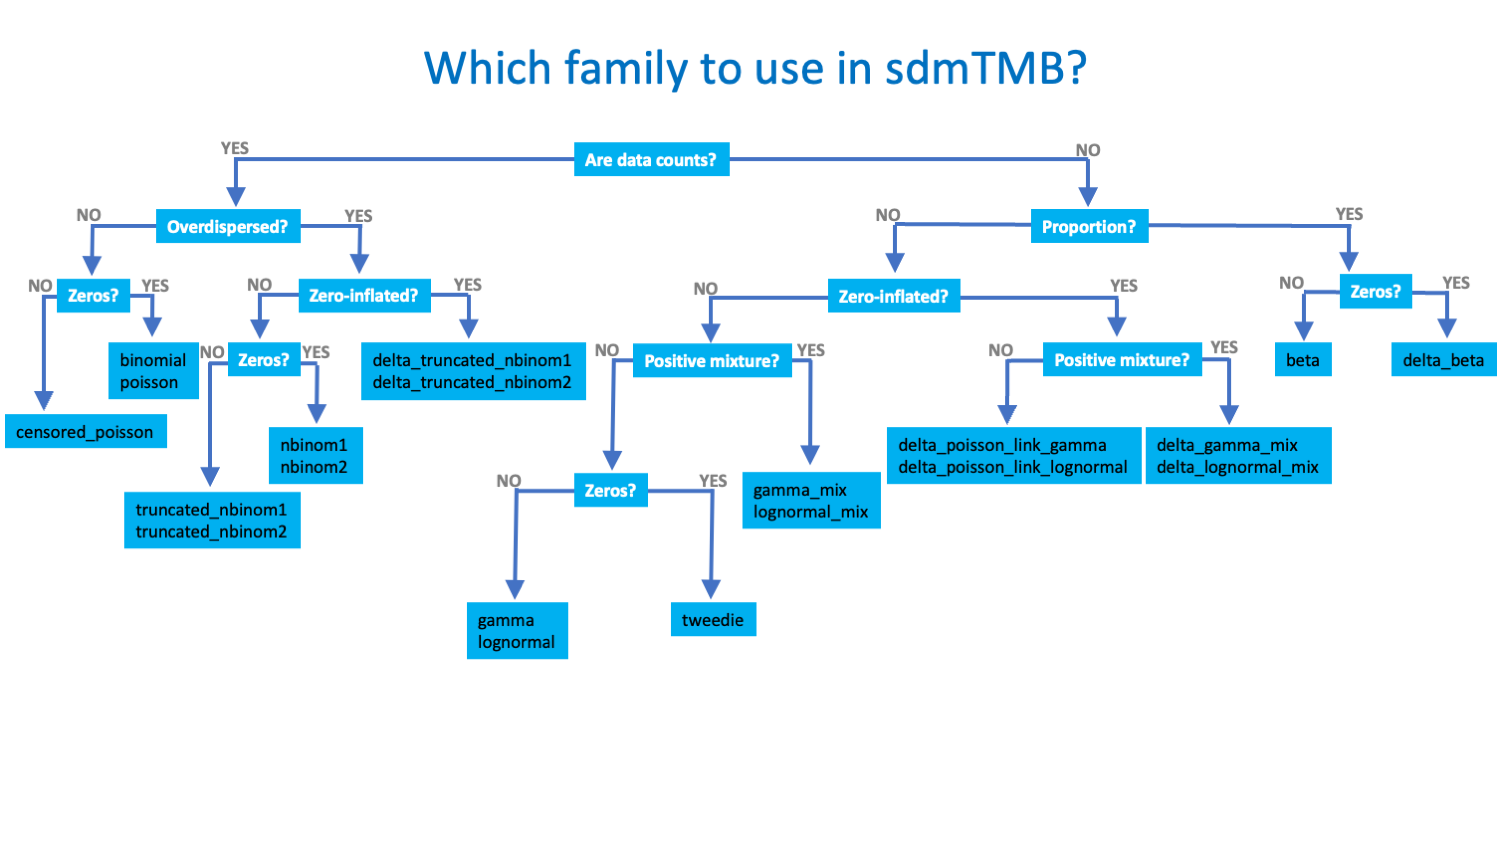 Which family to use in sdmTMB?
YES
Are data counts?
NO
NO
Overdispersed?
YES
NO
Proportion?
YES
NO
Zeros?
YES
NO
Zero-inflated?
YES
NO
Zero-inflated?
YES
NO
Zeros?
YES
binomial
poisson
NO
Zeros?
YES
delta_truncated_nbinom1
delta_truncated_nbinom2
NO
Positive mixture?
YES
NO
Positive mixture?
YES
beta
delta_beta
censored_poisson
nbinom1
nbinom2
delta_poisson_link_gamma
delta_poisson_link_lognormal
delta_gamma_mix
delta_lognormal_mix
truncated_nbinom1
truncated_nbinom2
NO
Zeros?
YES
gamma_mix
lognormal_mix
gamma
lognormal
tweedie